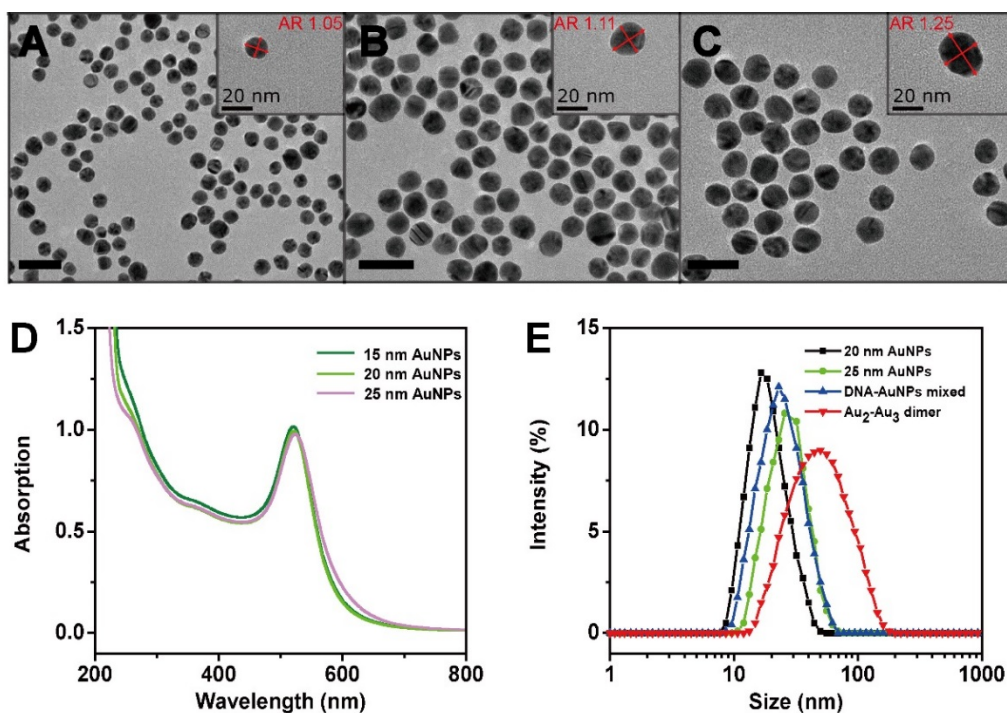 A
AR 1.05
20 nm
B
AR 1.11
20 nm
C
AR 1.25
20 nm
D
1.5
1.0
0.5
0.0
Absorption
15 nm AuNPs
20 nm AuNPs
25 nm AuNPs
200
400
600
800
Wavelength (nm)
E
15
10
5
0
Intensity (%)
20 nm AuNPs
25 nm AuNPs
DNA-AuNPs mixed
Au₂-Au₃ dimer
1
10
100
1000
Size (nm)